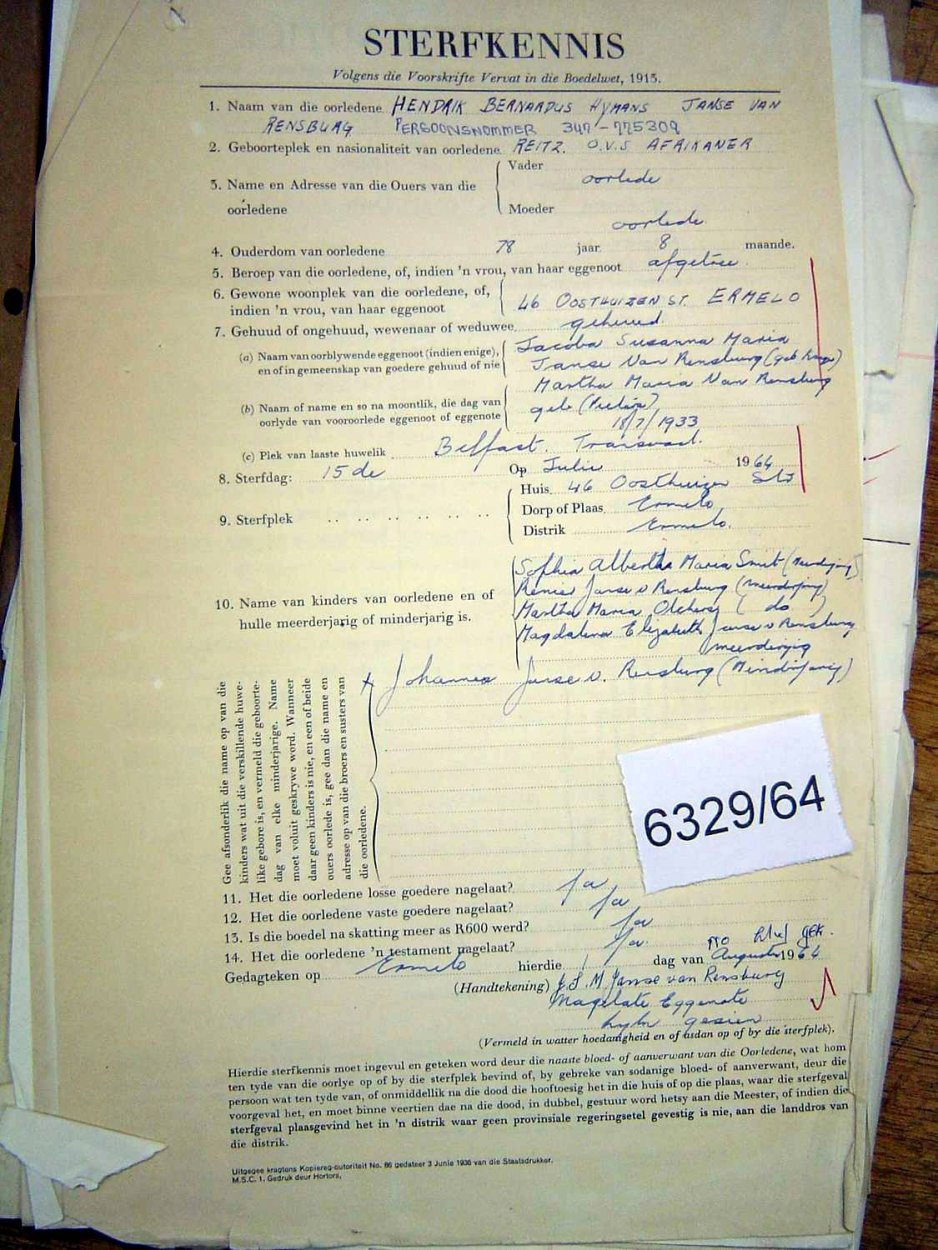 STERFKENNIS
Volgens die Voorskrifte Vervat in die Boedelwet, 1915.
1. Naam van die oorledene HENDRIK BERNARDUS HYMANS JANSE VAN
RENSBURG PERSOONSNOMMER 347-775309
2. Geboorteplek en nasionaliteit van oorledene. REITZ. O.V.S AFRIKANER
3. Name en Adresse van die Ouers van die
oorledene
Vader
oorlede
Moeder
oorlede
4. Ouderdom van oorledene 78 jaar 8 maande.
5. Beroep van die oorledene, of, indien 'n vrou, van haar eggenoot afgetree.
6. Gewone woonplek van die oorledene, of,
indien 'n vrou, van haar eggenoot
46 OOSTHUIZEN ST. ERMELO
7. Gehuud of ongehuud, wewenaar of weduwee gehuud.
(a) Naam van oorblywende eggenoot (indien enige),
en of in gemeenskap van goedere gehuud of nie
Jacoba Susanna Maria
Janse Van Rensburg (geb
Martha Maria Van Rensburg
(b) Naam of name en so na moontlik, die dag van
oorlyde van vooroorlede eggenoot of eggenote
geb
18/7/1933
(c) Plek van laaste huwelik Belfast. Transvaal.
8. Sterfdag: 15de Op Julie 1964
9. Sterfplek
Huis. 46 Oosthuizen Str
Dorp of Plaas Ermelo
Distrik Ermelo.
10. Name van kinders van oorledene en of
hulle meerderjarig of minderjarig is.
Sophia Albertha Maria Smit (Meerderjarig)
Renier Janse v Rensburg (meerderjarig)
Martha Maria (do)
Magdalena Elizabeth Janse v Rensburg
meerderjarig
Johannes Janse v. Rensburg (Minderjarig)
Gee afsonderlik die name op van die
kinders wat uit die verskillende huwe-
like gebore is, en vermeld die geboorte-
dag van elke minderjarige. Name
moet voluit geskrywe word. Wanneer
daar geen kinders is nie, en een of beide
ouers oorlede is, gee dan die name en
adresse op van die broers en susters van
die oorledene.
6329/64
11. Het die oorledene losse goedere nagelaat? Ja
12. Het die oorledene vaste goedere nagelaat? Ja
13. Is die boedel na skatting meer as R600 werd? Ja
14. Het die oorledene 'n testament nagelaat? Ja.
Gedagteken op Ermelo hierdie 1 dag van Augustus 1964
(Handtekening) J.S.M Janse van Rensburg
Nagelate Eggenote
gesien
(Vermeld in watter hoedanigheid en of asdan op of by die sterfplek).
Hierdie sterfkennis moet ingevul en geteken word deur die naaste bloed- of aanverwant van die Oorledene, wat hom
ten tyde van die oorlye op of by die sterfplek bevind of, by gebreke van sodanige bloed- of aanverwant, deur die
persoon wat ten tyde van, of onmiddellik na die dood die hooftoesig het in die huis of op die plaas, waar die sterfgeval
voorgeval het, en moet binne veertien dae na die dood, in dubbel, gestuur word hetsy aan die Meester, of indien die
sterfgeval plaasgevind het in 'n distrik waar geen provinsiale regeringsetel gevestig is nie, aan die landdros van
die distrik.
Uitgegee kragtens Kopiereg-outoriteit No. 66 gedateer 3 Junie 1936 van die Staatsdrukker.
M.S.C. 1. Gedruk deur Hortors,